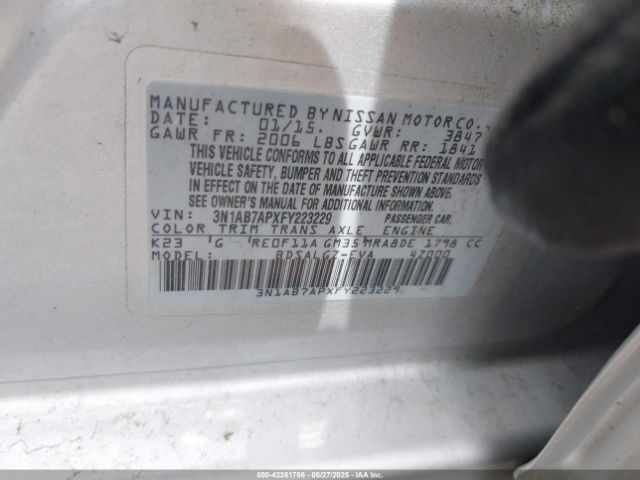 MANUFACTURED BY NISSAN MOTOR CO.,
DATE: 01/15. GVWR: 3847
GAWR FR: 2006 LBS GAWR RR: 1841
THIS VEHICLE CONFORMS TO ALL APPLICABLE FEDERAL MOTOR
VEHICLE SAFETY, BUMPER AND THEFT PREVENTION STANDARDS
IN EFFECT ON THE DATE OF MANUFACTURE SHOWN ABOVE.
SEE OWNER'S MANUAL FOR ADDITIONAL INFORMATION.
VIN: 3N1AB7APXFY223229 PASSENGER CAR.
COLOR TRIM TRANS AXLE ENGINE
K23 G RE0F11A GM35 MRA8DE 1798 CC
MODEL: BDSALGZ-EVA 4Z000
3N1AB7APXFY223229
000-42351766 | 05/27/2025 | IAAI.COM